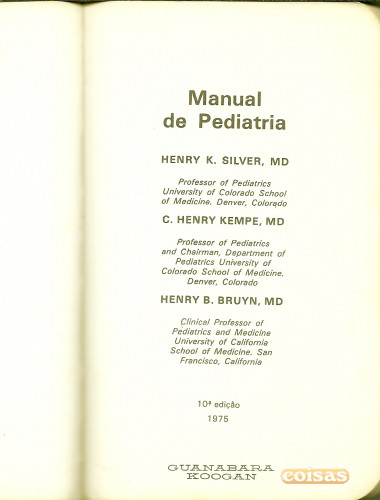 Manual
de Pediatria
HENRY K. SILVER, MD
Professor of Pediatrics
University of Colorado School
of Medicine. Denver, Colorado
C. HENRY KEMPE, MD
Professor of Pediatrics
and Chairman, Department of
Pediatrics University of
Colorado School of Medicine.
Denver, Colorado
HENRY B. BRUYN, MD
Clinical Professor of
Pediatrics and Medicine
University of California
School of Medicine. San
Francisco, California
10ª edição
1975
GUANABARA
KOOGAN
coisas